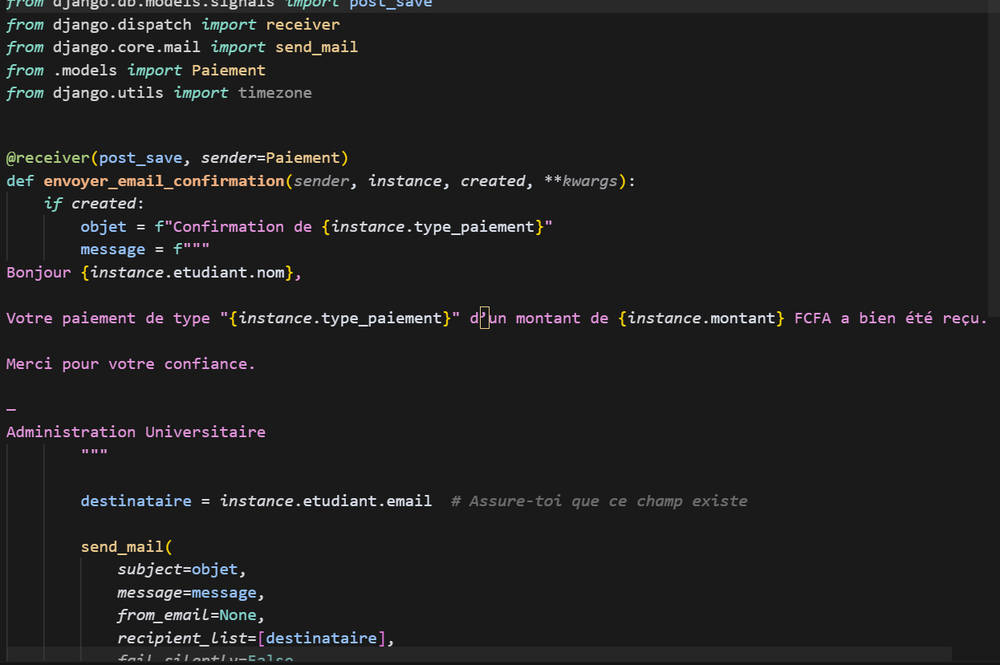 from django.db.models.signals import post_save
from django.dispatch import receiver
from django.core.mail import send_mail
from .models import Paiement
from django.utils import timezone
@receiver(post_save, sender=Paiement)
def envoyer_email_confirmation(sender, instance, created, **kwargs):
    if created:
        objet = f"Confirmation de {instance.type_paiement}"
        message = f"""
Bonjour {instance.etudiant.nom},
Votre paiement de type "{instance.type_paiement}" d’un montant de {instance.montant} FCFA a bien été reçu.
Merci pour votre confiance.
—
Administration Universitaire
        """
        destinataire = instance.etudiant.email  # Assure-toi que ce champ existe
        send_mail(
            subject=objet,
            message=message,
            from_email=None,
            recipient_list=[destinataire],
            fail_silently=False